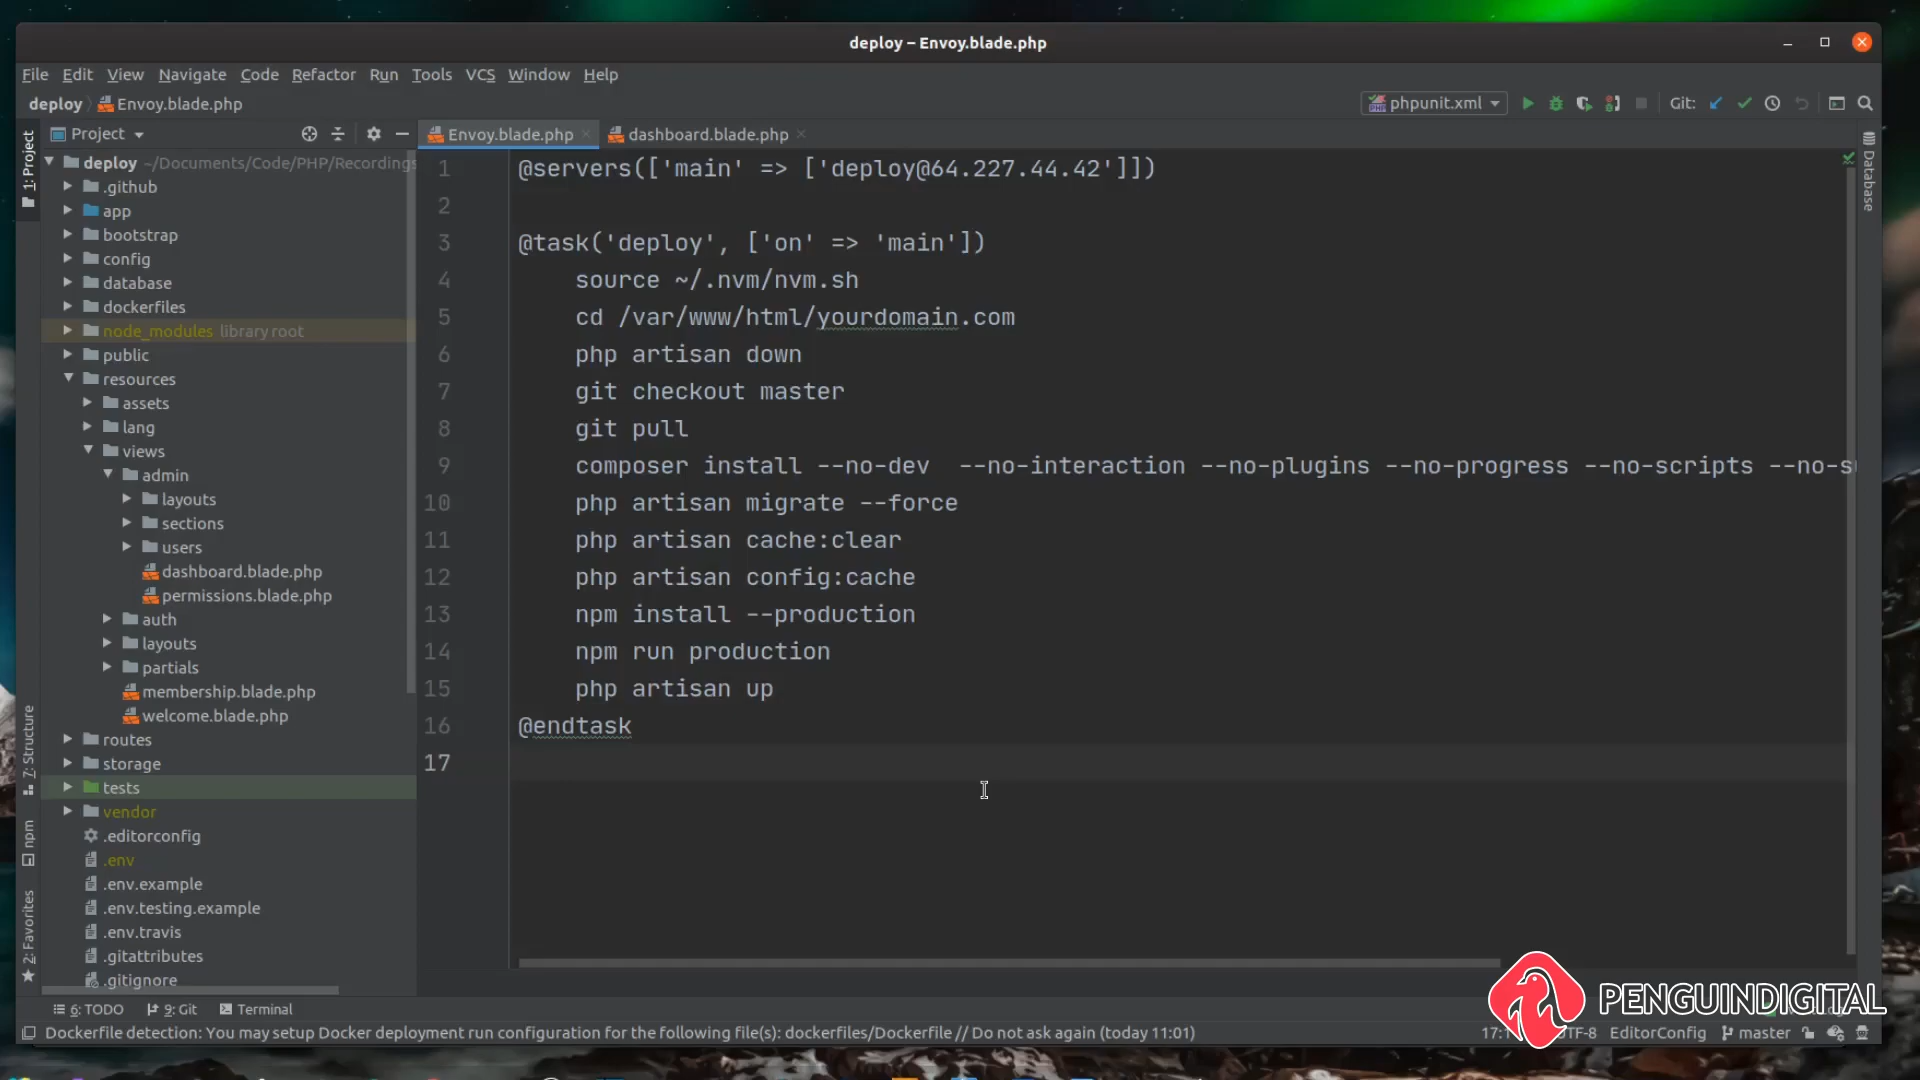 deploy – Envoy.blade.php
File Edit View Navigate Code Refactor Run Tools VCS Window Help
deploy Envoy.blade.php phpunit.xml Git:
Project Envoy.blade.php dashboard.blade.php
1: Project
Database
7: Structure
npm
2: Favorites
deploy ~/Documents/Code/PHP/Recordings
.github
app
bootstrap
config
database
dockerfiles
node_modules library root
public
resources
assets
lang
views
admin
layouts
sections
users
dashboard.blade.php
permissions.blade.php
auth
layouts
partials
membership.blade.php
welcome.blade.php
routes
storage
tests
vendor
.editorconfig
.env
.env.example
.env.testing.example
.env.travis
.gitattributes
.gitignore
1 @servers(['main' => ['deploy@64.227.44.42']])
2
3 @task('deploy', ['on' => 'main'])
4 source ~/.nvm/nvm.sh
5 cd /var/www/html/yourdomain.com
6 php artisan down
7 git checkout master
8 git pull
9 composer install --no-dev --no-interaction --no-plugins --no-progress --no-scripts
10 php artisan migrate --force
11 php artisan cache:clear
12 php artisan config:cache
13 npm install --production
14 npm run production
15 php artisan up
16 @endtask
17
6: TODO 9: Git Terminal
PENGUINDIGITAL
Dockerfile detection: You may setup Docker deployment run configuration for the following file(s): dockerfiles/Dockerfile // Do not ask again (today 11:01) EditorConfig master